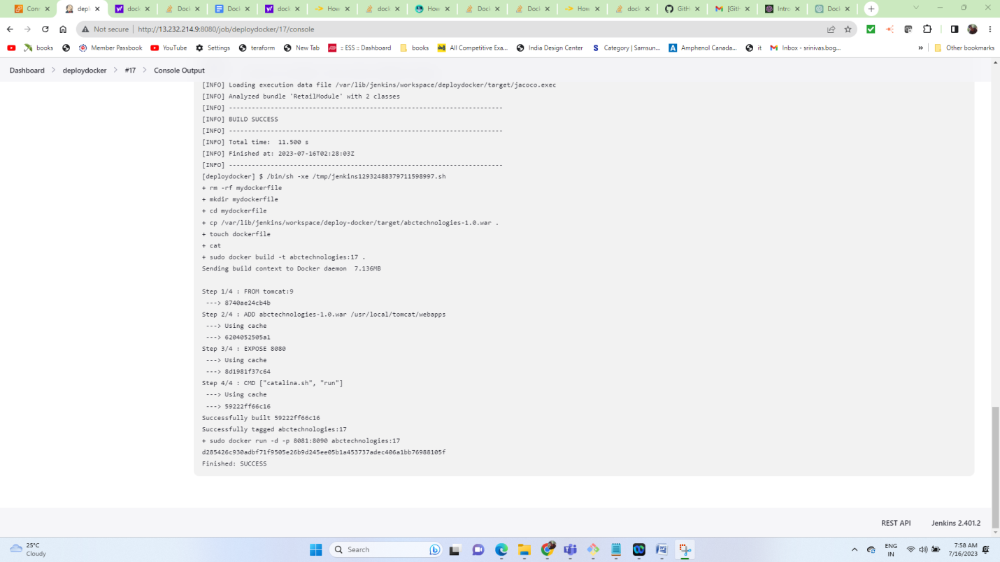 Conn
depl
dock
Dock
Dock
dock
How
dock
How
Doci
Dock
How
dock
GitH
[GitH
Intro
Dock
Not secure
http://13.232.214.9:8080/job/deploydocker/17/console
books
Member Passbook
YouTube
Settings
teraform
New Tab
:: ESS :: Dashboard
books
All Competitive Exa...
India Design Center
S Category | Samsun...
A Amphenol Canada...
it
Inbox - srinivas.bog...
»
Other bookmarks
Dashboard > deploydocker > #17 > Console Output
[INFO] Loading execution data file /var/lib/jenkins/workspace/deploydocker/target/jacoco.exec
[INFO] Analyzed bundle 'RetailModule' with 2 classes
[INFO] ------------------------------------------------------------------------
[INFO] BUILD SUCCESS
[INFO] ------------------------------------------------------------------------
[INFO] Total time:  11.500 s
[INFO] Finished at: 2023-07-16T02:28:03Z
[INFO] ------------------------------------------------------------------------
[deploydocker] $ /bin/sh -xe /tmp/jenkins12932488379711598997.sh
+ rm -rf mydockerfile
+ mkdir mydockerfile
+ cd mydockerfile
+ cp /var/lib/jenkins/workspace/deploy-docker/target/abctechnologies-1.0.war .
+ touch dockerfile
+ cat
+ sudo docker build -t abctechnologies:17 .
Sending build context to Docker daemon  7.136MB
Step 1/4 : FROM tomcat:9
---> 8740ae24cb4b
Step 2/4 : ADD abctechnologies-1.0.war /usr/local/tomcat/webapps
---> Using cache
---> 6204052505a1
Step 3/4 : EXPOSE 8080
---> Using cache
---> 8d1981f37c64
Step 4/4 : CMD ["catalina.sh", "run"]
---> Using cache
---> 59222ff66c16
Successfully built 59222ff66c16
Successfully tagged abctechnologies:17
+ sudo docker run -d -p 8081:8090 abctechnologies:17
d285426c930adbf71f9505e26b9d245ee05b1a453737adec406a1bb76988105f
Finished: SUCCESS
REST API
Jenkins 2.401.2
25°C
Cloudy
Search
ENG
IN
7:58 AM
7/16/2023